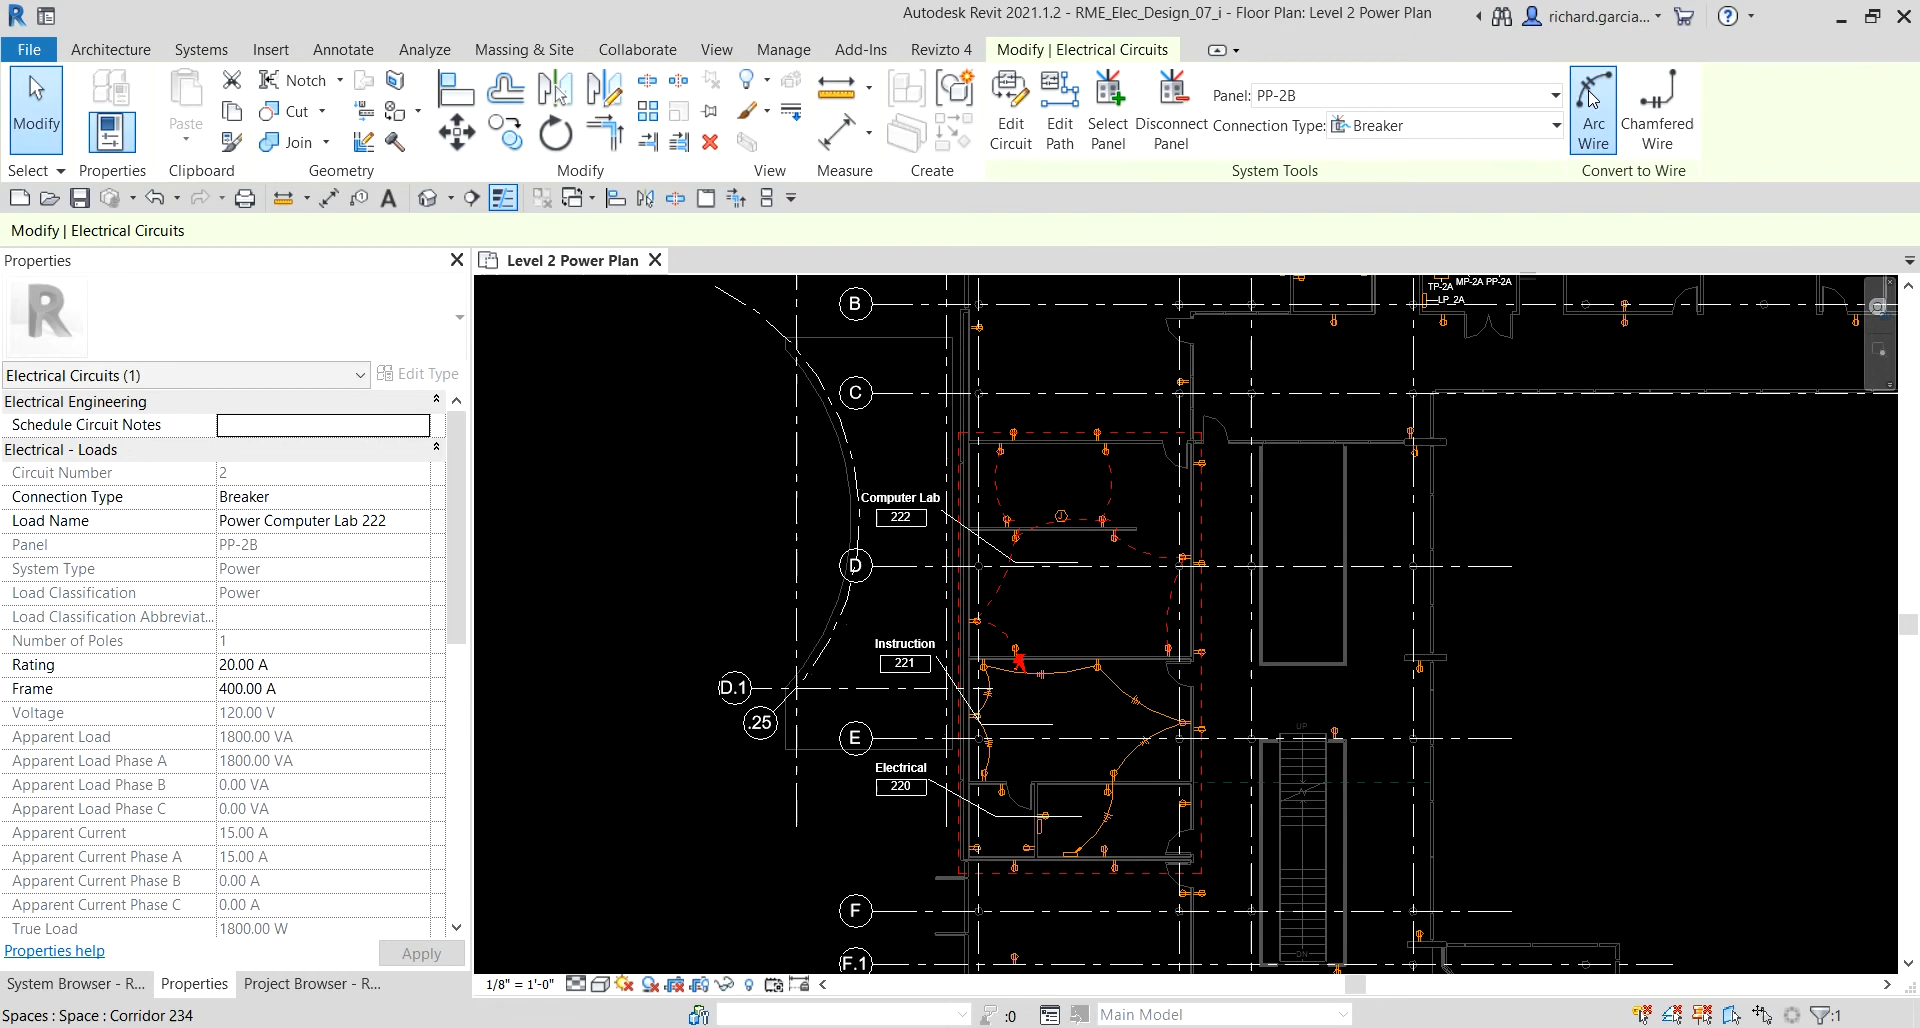 Autodesk Revit 2021.1.2 - RME_Elec_Design_07_i - Floor Plan: Level 2 Power Plan
richard.garcia...
File Architecture Systems Insert Annotate Analyze Massing & Site Collaborate View Manage Add-Ins Revizto 4 Modify | Electrical Circuits
Modify
Paste
Notch
Cut
Join
Edit Circuit
Edit Path
Select Panel
Disconnect Panel
Panel: PP-2B
Connection Type: Breaker
Arc Wire
Chamfered Wire
Select Properties Clipboard Geometry Modify View Measure Create System Tools Convert to Wire
Modify | Electrical Circuits
Properties
Level 2 Power Plan
Electrical Circuits (1)
Edit Type
Electrical Engineering
Schedule Circuit Notes
Electrical - Loads
Circuit Number 2
Connection Type Breaker
Load Name Power Computer Lab 222
Panel PP-2B
System Type Power
Load Classification Power
Load Classification Abbreviat...
Number of Poles 1
Rating 20.00 A
Frame 400.00 A
Voltage 120.00 V
Apparent Load 1800.00 VA
Apparent Load Phase A 1800.00 VA
Apparent Load Phase B 0.00 VA
Apparent Load Phase C 0.00 VA
Apparent Current 15.00 A
Apparent Current Phase A 15.00 A
Apparent Current Phase B 0.00 A
Apparent Current Phase C 0.00 A
True Load 1800.00 W
Properties help
Apply
System Browser - R... Properties Project Browser - R...
TP-2A MP-2A PP-2A
LP_2A
B
C
Computer Lab
222
J
D
Instruction
221
D.1
.25
E
UP
Electrical
220
F
DN
F.1
1/8" = 1'-0"
Spaces : Space : Corridor 234
:0
Main Model
:1